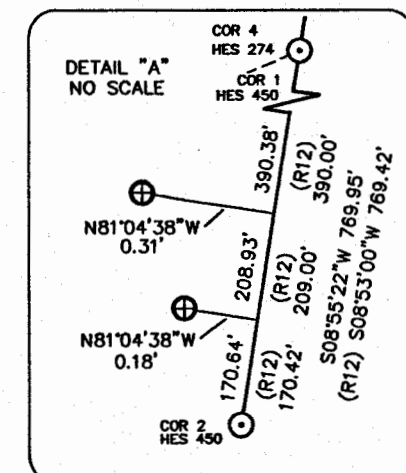 COR 4
HES 274
DETAIL "A"
NO SCALE
COR 1
HES 450
390.38'
(R12)
390.00'
N81°04'38"W
0.31'
208.93'
(R12)
209.00'
S08°55'22"W 769.95'
(R12) S08°53'00"W 769.42'
N81°04'38"W
0.18'
170.64'
(R12)
170.42'
COR 2
HES 450